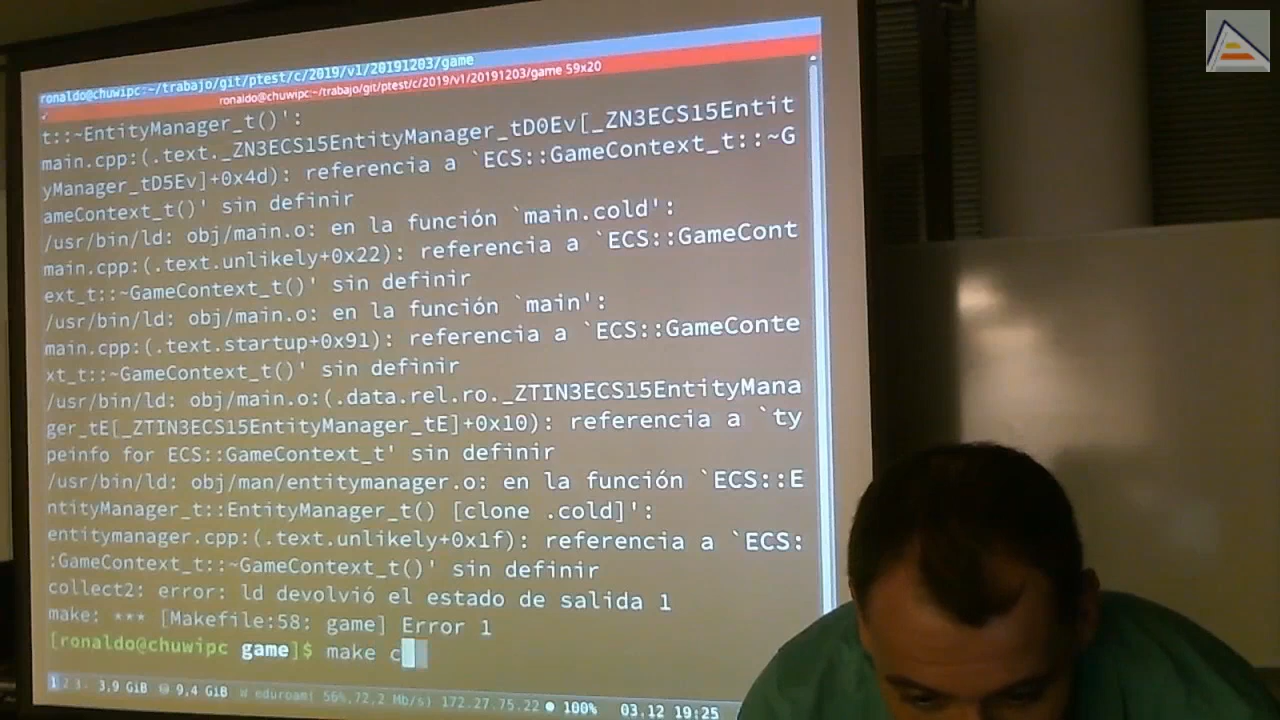 ronaldo@chuwipc:~/trabajo/git/ptest/c/2019/v1/20191203/game
ronaldo@chuwipc:~/trabajo/git/ptest/c/2019/v1/20191203/game 59x20
t::~EntityManager_t()':
main.cpp:(.text._ZN3ECS15EntityManager_tD0Ev[_ZN3ECS15Entit
yManager_tD5Ev]+0x4d): referencia a `ECS::GameContext_t::~G
ameContext_t()' sin definir
/usr/bin/ld: obj/main.o: en la función `main.cold':
main.cpp:(.text.unlikely+0x22): referencia a `ECS::GameCont
ext_t::~GameContext_t()' sin definir
/usr/bin/ld: obj/main.o: en la función `main':
main.cpp:(.text.startup+0x91): referencia a `ECS::GameConte
xt_t::~GameContext_t()' sin definir
/usr/bin/ld: obj/main.o:(.data.rel.ro._ZTIN3ECS15EntityMana
ger_tE[_ZTIN3ECS15EntityManager_tE]+0x10): referencia a `ty
peinfo for ECS::GameContext_t' sin definir
/usr/bin/ld: obj/man/entitymanager.o: en la función `ECS::E
ntityManager_t::EntityManager_t() [clone .cold]':
entitymanager.cpp:(.text.unlikely+0x1f): referencia a `ECS:
:GameContext_t::~GameContext_t()' sin definir
collect2: error: ld devolvió el estado de salida 1
make: *** [Makefile:58: game] Error 1
[ronaldo@chuwipc game]$ make c
1 2 3. 3,9 GiB 9,4 GiB W eduroam( 56%,72,2 Mb/s) 172.27.75.22 100% 03.12 19:25